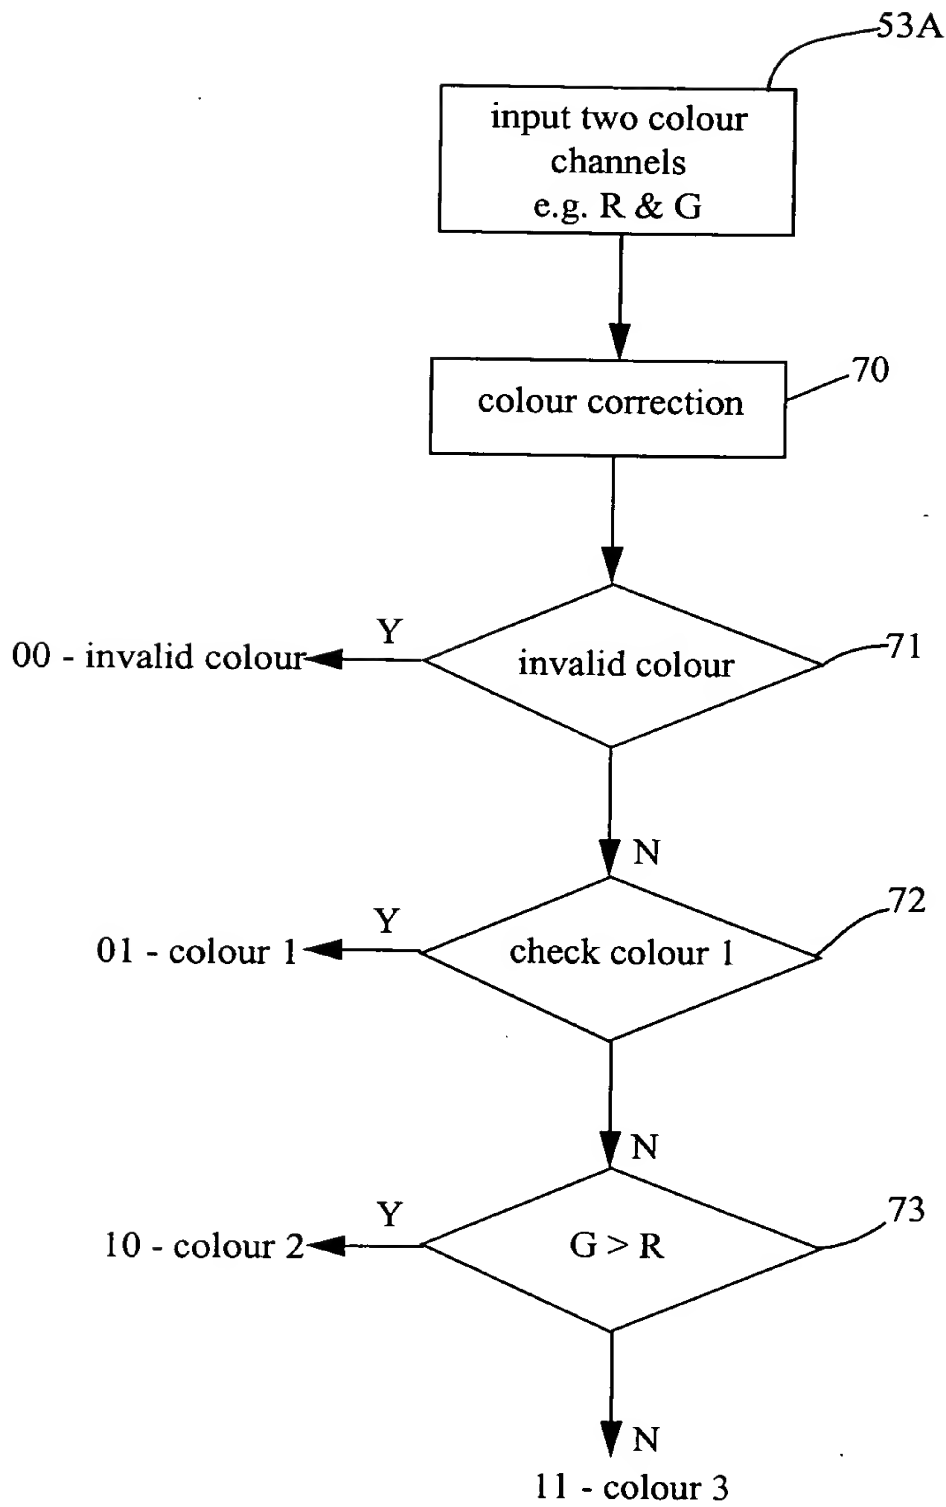 53A
input two colour
channels
e.g. R & G
70
colour correction
Y
00 - invalid colour
invalid colour
71
N
72
Y
01 - colour 1
check colour 1
N
73
Y
10 - colour 2
G > R
N
11 - colour 3